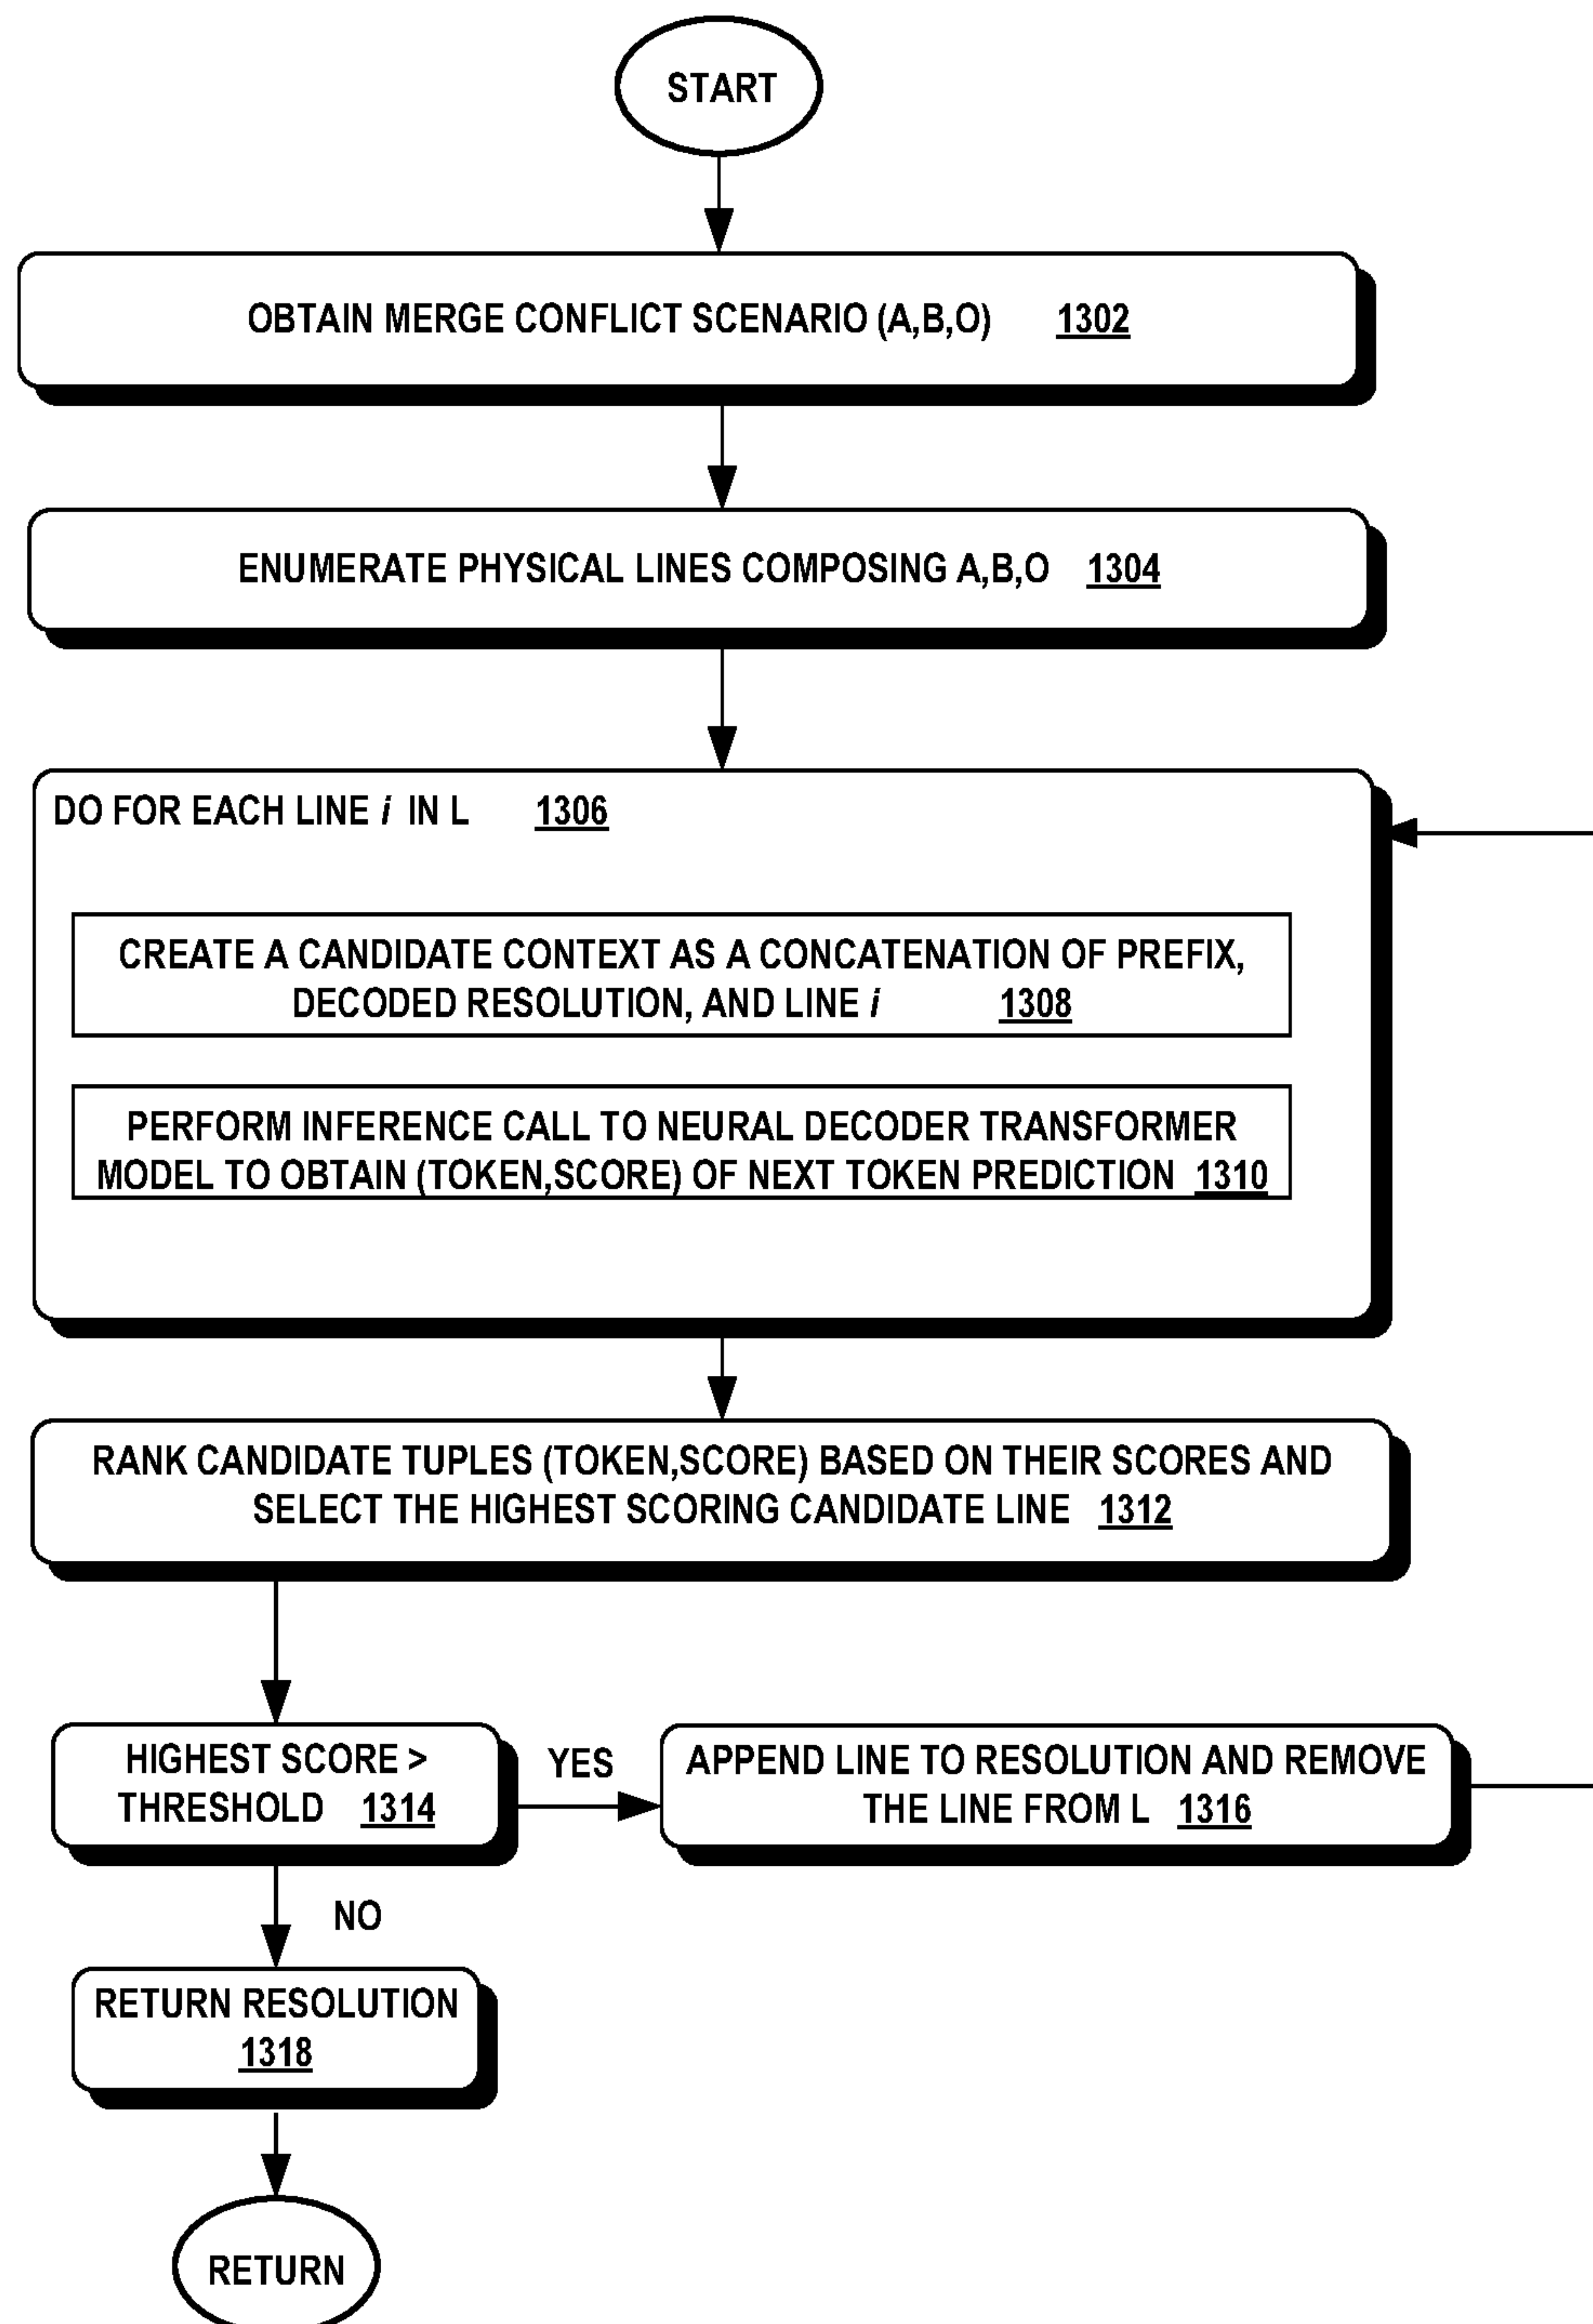 START
OBTAIN MERGE CONFLICT SCENARIO (A,B,O) 1302
ENUMERATE PHYSICAL LINES COMPOSING A,B,O 1304
DO FOR EACH LINE i IN L 1306
CREATE A CANDIDATE CONTEXT AS A CONCATENATION OF PREFIX,
DECODED RESOLUTION, AND LINE i 1308
PERFORM INFERENCE CALL TO NEURAL DECODER TRANSFORMER
MODEL TO OBTAIN (TOKEN,SCORE) OF NEXT TOKEN PREDICTION 1310
RANK CANDIDATE TUPLES (TOKEN,SCORE) BASED ON THEIR SCORES AND
SELECT THE HIGHEST SCORING CANDIDATE LINE 1312
HIGHEST SCORE >
THRESHOLD 1314
YES
APPEND LINE TO RESOLUTION AND REMOVE
THE LINE FROM L 1316
NO
RETURN RESOLUTION
1318
RETURN